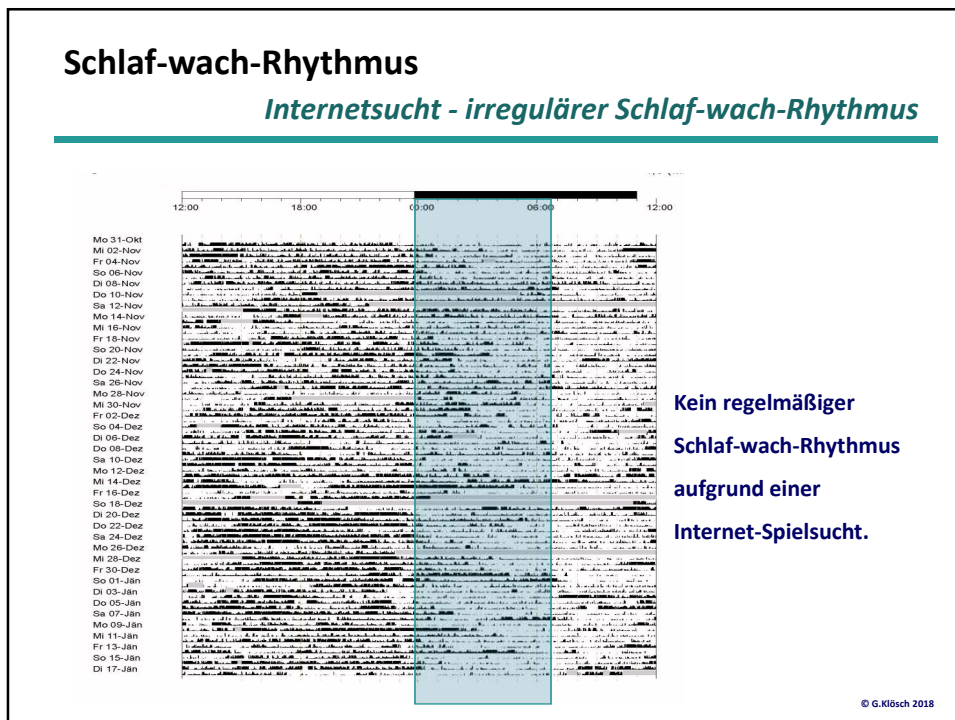 Schlaf-wach-Rhythmus
Internetsucht - irregulärer Schlaf-wach-Rhythmus
12:00 18:00 00:00 06:00 12:00
Mo 31-Okt
Mi 02-Nov
Fr 04-Nov
So 06-Nov
Di 08-Nov
Do 10-Nov
Sa 12-Nov
Mo 14-Nov
Mi 16-Nov
Fr 18-Nov
So 20-Nov
Di 22-Nov
Do 24-Nov
Sa 26-Nov
Mo 28-Nov
Mi 30-Nov
Fr 02-Dez
So 04-Dez
Di 06-Dez
Do 08-Dez
Sa 10-Dez
Mo 12-Dez
Mi 14-Dez
Fr 16-Dez
So 18-Dez
Di 20-Dez
Do 22-Dez
Sa 24-Dez
Mo 26-Dez
Mi 28-Dez
Fr 30-Dez
So 01-Jän
Di 03-Jän
Do 05-Jän
Sa 07-Jän
Mo 09-Jän
Mi 11-Jän
Fr 13-Jän
So 15-Jän
Di 17-Jän
Kein regelmäßiger
Schlaf-wach-Rhythmus
aufgrund einer
Internet-Spielsucht.
© G.Klösch 2018